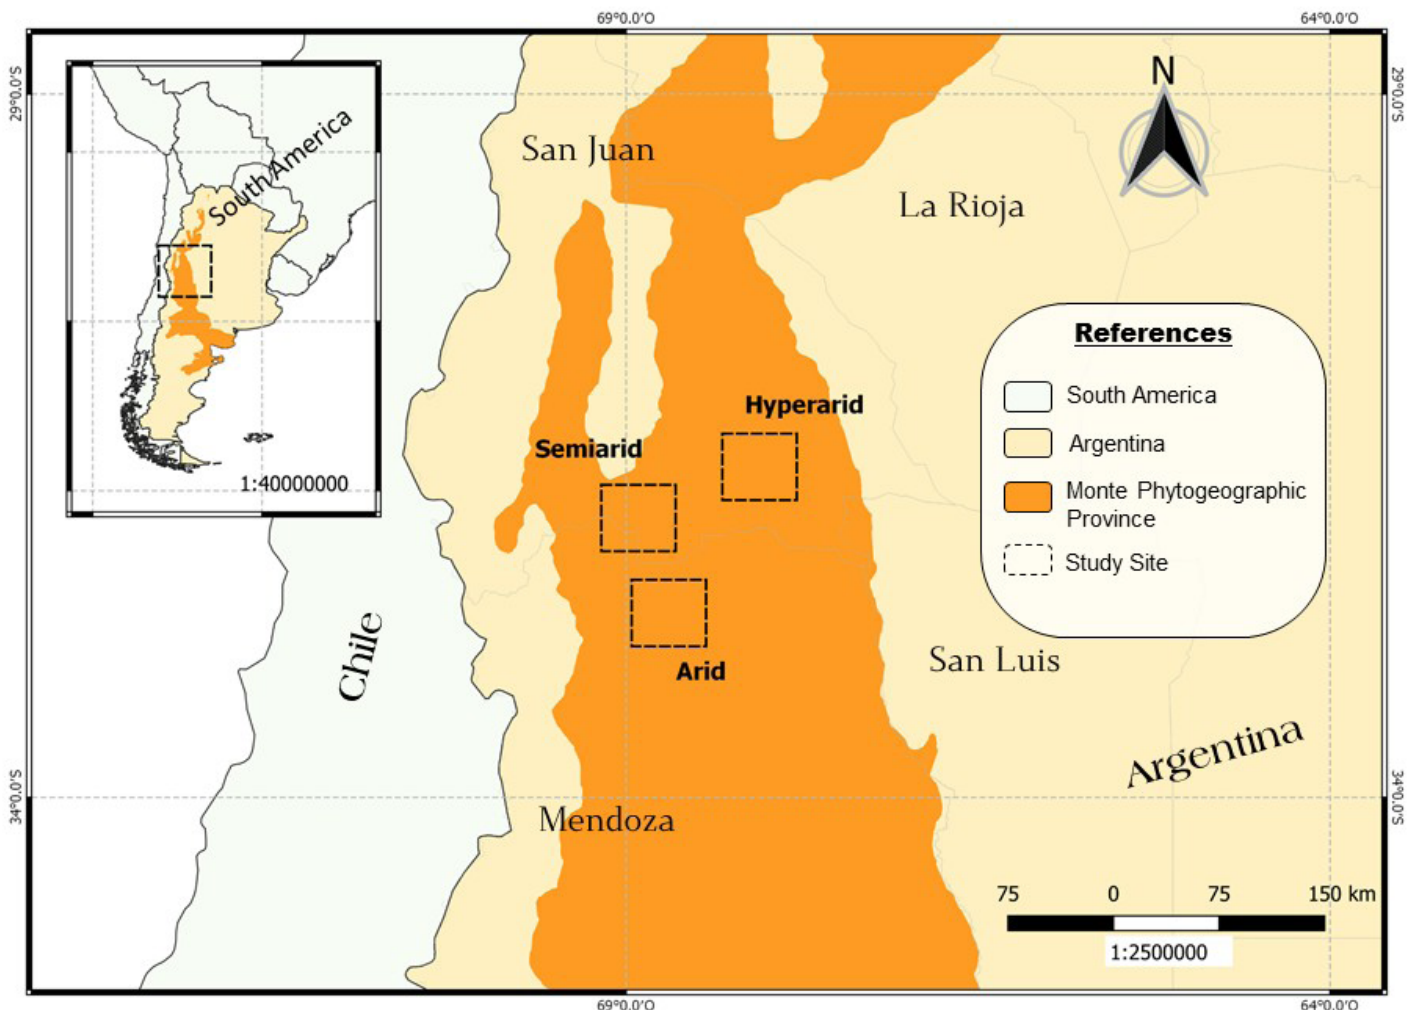 69°0.0'O
64°0.0'O
29°0.0'S
29°0.0'S
N
South America
1:40000000
San Juan
La Rioja
References
South America
Argentina
Monte Phytogeographic
Province
Study Site
Hyperarid
Semiarid
Arid
Chile
San Luis
Argentina
Mendoza
34°0.0'S
34°0.0'S
75 0 75 150 km
1:2500000
69°0.0'O
64°0.0'O